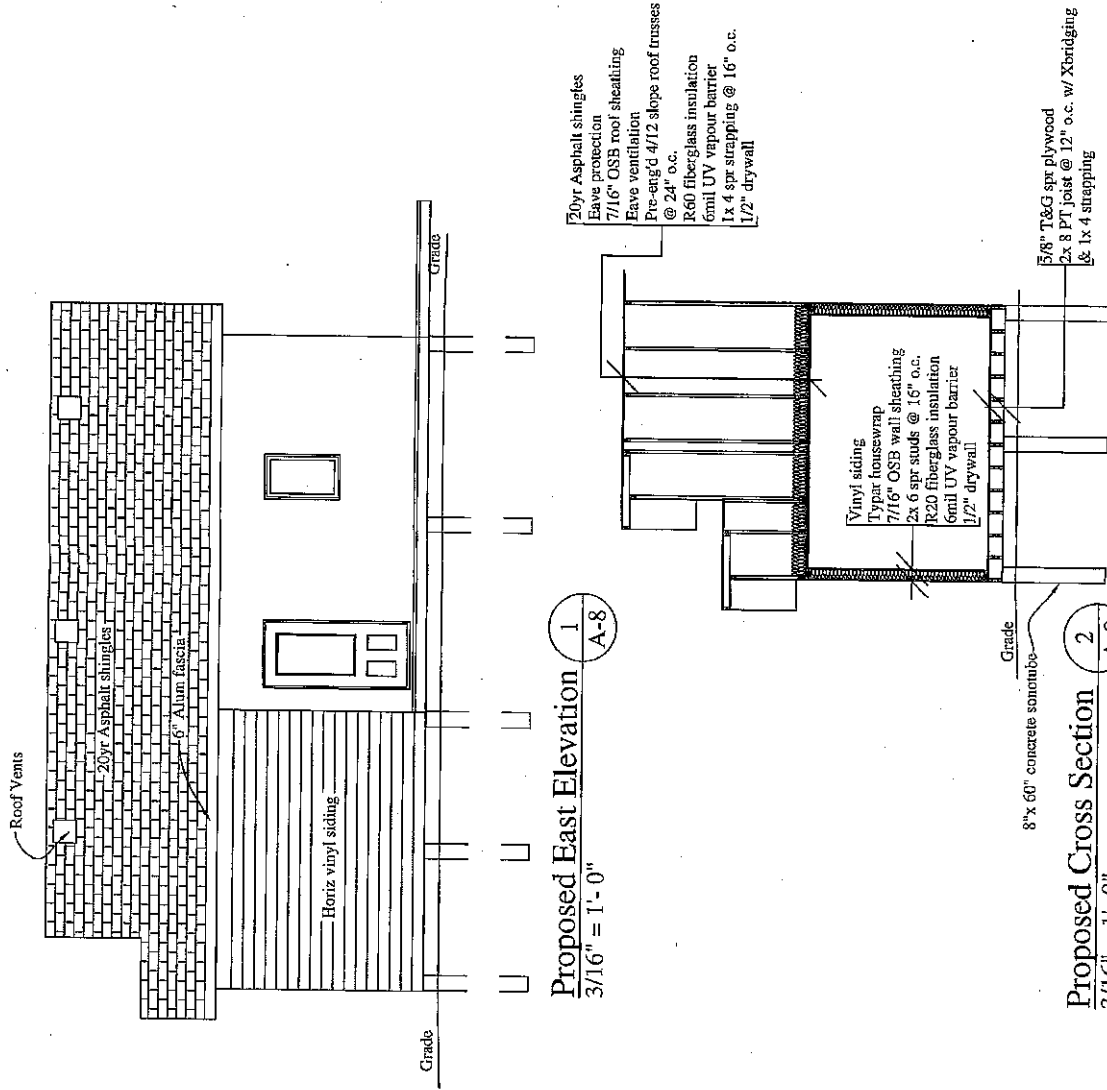 Roof Vents
20yr Asphalt shingles
6" Alum fascia
Horiz vinyl siding
Grade
Grade
Proposed East Elevation
3/16" = 1'- 0"
1
A-8
20yr Asphalt shingles
Eave protection
7/16" OSB roof sheathing
Eave ventilation
Pre-eng'd 4/12 slope roof trusses
@ 24" o.c.
R60 fiberglass insulation
6mil UV vapour barrier
1x 4 spr strapping @ 16" o.c.
1/2" drywall
Vinyl siding
Typar housewrap
7/16" OSB wall sheathing
2x 6 spr studs @ 16" o.c.
R20 fiberglass insulation
6mil UV vapour barrier
1/2" drywall
5/8" T&G spr plywood
2x 8 PT joist @ 12" o.c. w/ Xbridging
& 1x 4 strapping
Grade
8"x 60" concrete sonotube
Proposed Cross Section
2